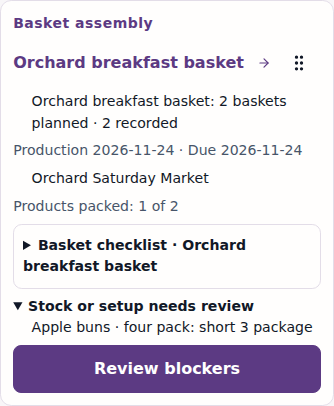 Basket assembly
Orchard breakfast basket →
Orchard breakfast basket: 2 baskets
planned · 2 recorded
Production 2026-11-24 · Due 2026-11-24
Orchard Saturday Market
Products packed: 1 of 2
▶ Basket checklist · Orchard
breakfast basket
▼ Stock or setup needs review
Apple buns · four pack: short 3 package
Review blockers